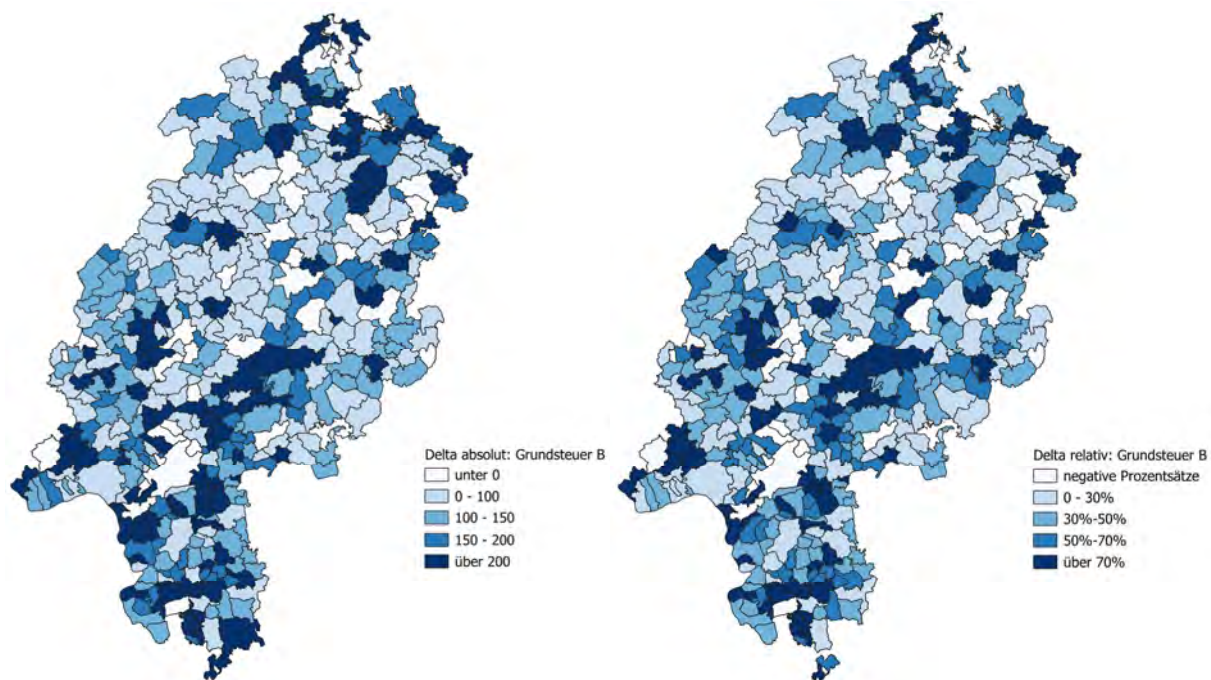 Delta absolut: Grundsteuer B
unter 0
0 - 100
100 - 150
150 - 200
über 200
Delta relativ: Grundsteuer B
negative Prozentsätze
0 - 30%
30%-50%
50%-70%
über 70%